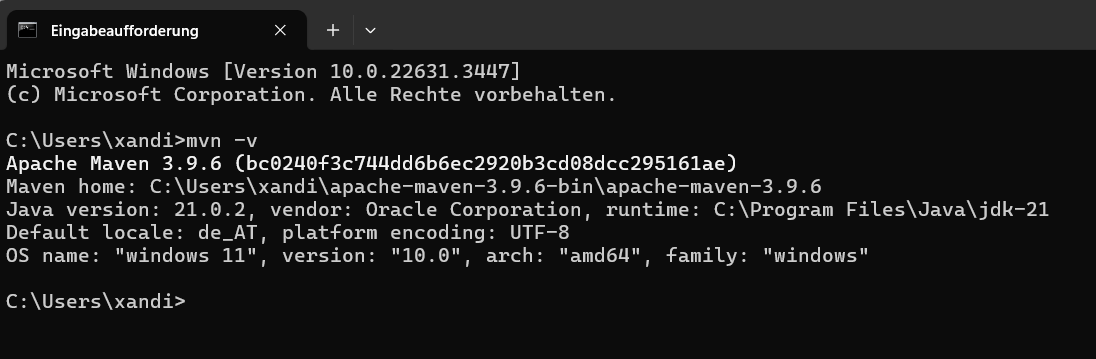 Eingabeaufforderung
Microsoft Windows [Version 10.0.22631.3447]
(c) Microsoft Corporation. Alle Rechte vorbehalten.
C:\Users\xandi>mvn -v
Apache Maven 3.9.6 (bc0240f3c744dd6b6ec2920b3cd08dcc295161ae)
Maven home: C:\Users\xandi\apache-maven-3.9.6-bin\apache-maven-3.9.6
Java version: 21.0.2, vendor: Oracle Corporation, runtime: C:\Program Files\Java\jdk-21
Default locale: de_AT, platform encoding: UTF-8
OS name: "windows 11", version: "10.0", arch: "amd64", family: "windows"
C:\Users\xandi>